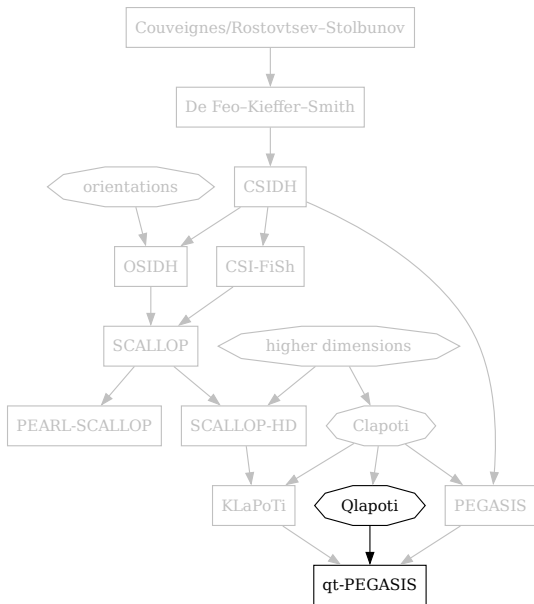 Couveignes/Rostovtsev–Stolbunov
De Feo–Kieffer–Smith
orientations
CSIDH
OSIDH
CSI-FiSh
SCALLOP
higher dimensions
PEARL-SCALLOP
SCALLOP-HD
Clapoti
KLaPoTi
Qlapoti
PEGASIS
qt-PEGASIS